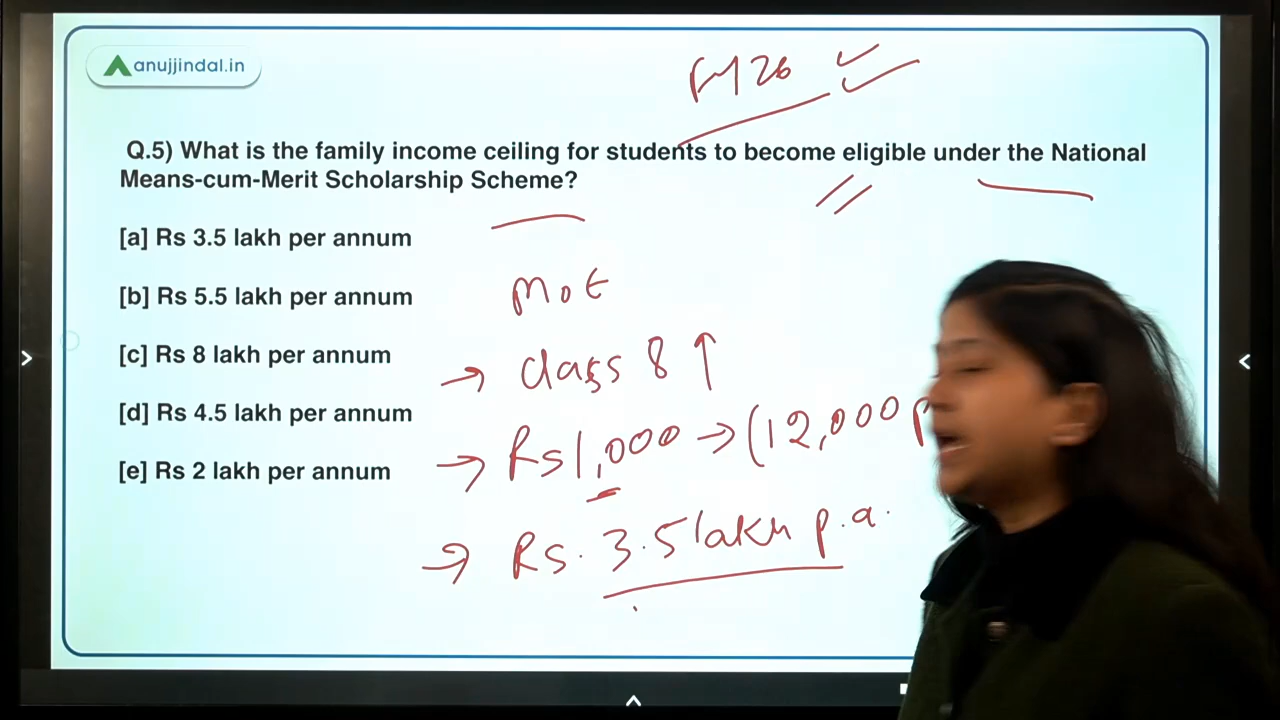 anujjindal.in
FY26
Q.5) What is the family income ceiling for students to become eligible under the National
Means-cum-Merit Scholarship Scheme?
[a] Rs 3.5 lakh per annum
[b] Rs 5.5 lakh per annum
[c] Rs 8 lakh per annum
[d] Rs 4.5 lakh per annum
[e] Rs 2 lakh per annum
MoE
→ class 8 ↑
→ Rs 1,000 → (12,000 p
→ Rs. 3.5 lakh p.a.